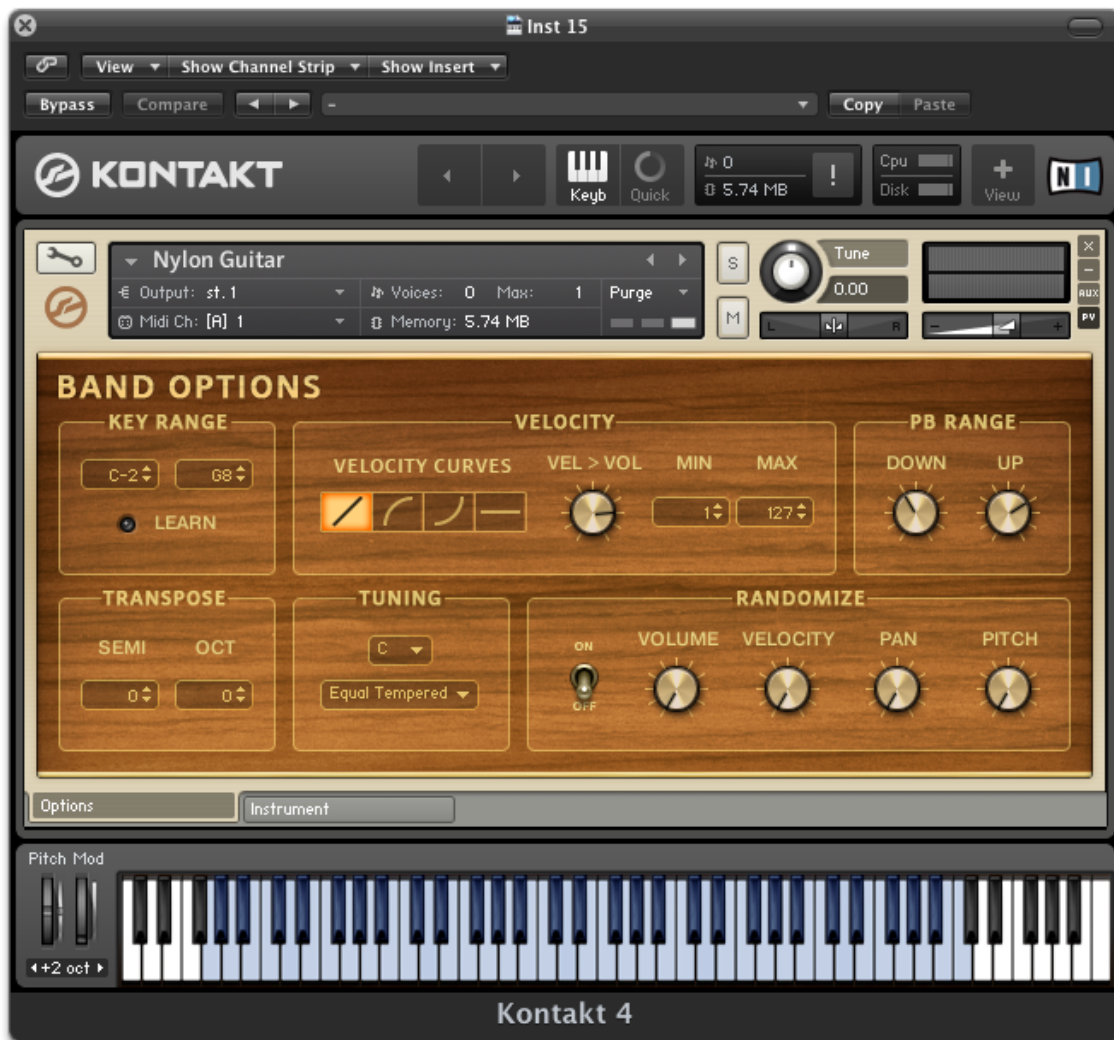 Inst 15
View Show Channel Strip Show Insert
Bypass Compare - Copy Paste
KONTAKT Keyb Quick 0 5.74 MB ! Cpu Disk + View NI
Nylon Guitar
Output: st.1 Voices: 0 Max: 1 Purge
Midi Ch: [A] 1 Memory: 5.74 MB
S M
Tune
0.00
L R - +
X
-
AUX
PV
BAND OPTIONS
KEY RANGE VELOCITY PB RANGE
VELOCITY CURVES VEL > VOL MIN MAX DOWN UP
C-2 G8 1 127
LEARN
TRANSPOSE TUNING RANDOMIZE
SEMI OCT C ON VOLUME VELOCITY PAN PITCH
0 0 Equal Tempered OFF
Options Instrument
Pitch Mod
+2 oct
Kontakt 4